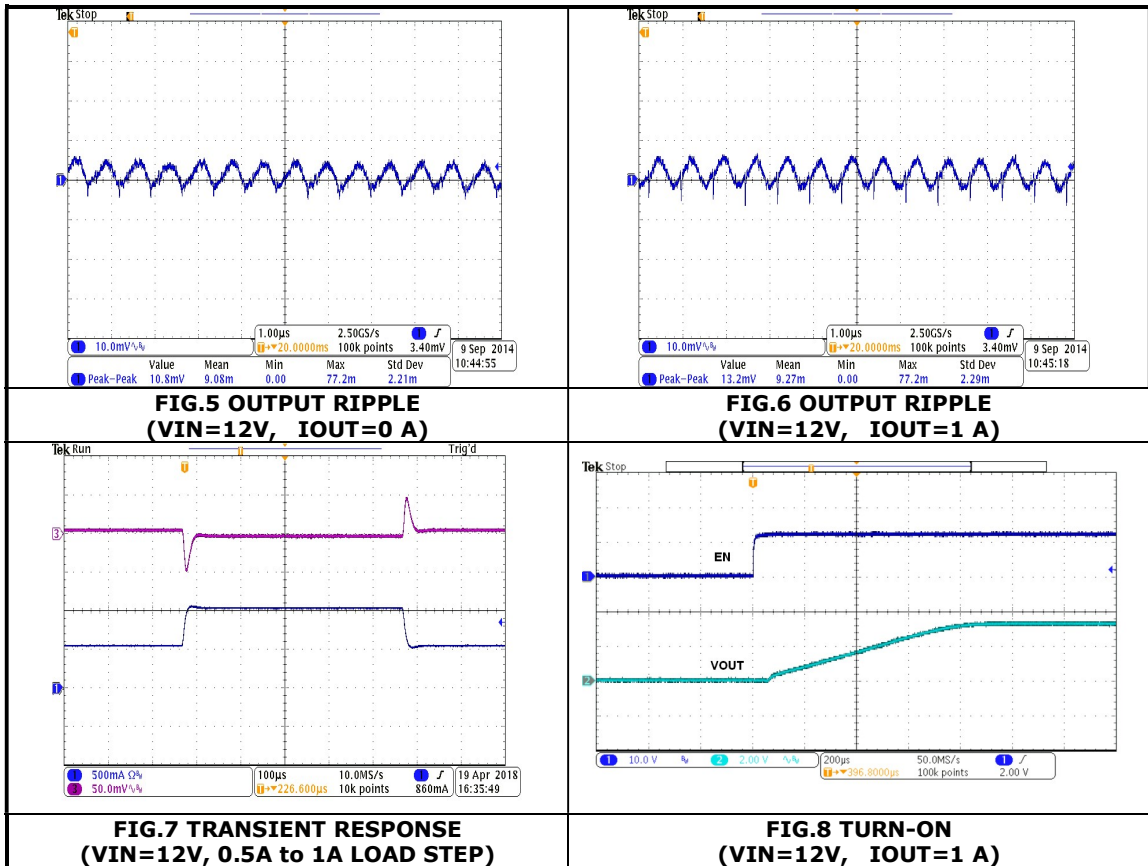 Tek Stop
T
1
1.00µs 2.50GS/s 1
1 10.0mV 20.0000ms 100k points 3.40mV
Value Mean Min Max Std Dev
1 Peak-Peak 10.8mV 9.08m 0.00 77.2m 2.21m
9 Sep 2014
10:44:55
FIG.5 OUTPUT RIPPLE
(VIN=12V, IOUT=0 A)
Tek Stop
T
1
1.00µs 2.50GS/s 1
1 10.0mV 20.0000ms 100k points 3.40mV
Value Mean Min Max Std Dev
1 Peak-Peak 13.2mV 9.27m 0.00 77.2m 2.29m
9 Sep 2014
10:45:18
FIG.6 OUTPUT RIPPLE
(VIN=12V, IOUT=1 A)
Tek Run Trig'd
T
3
1
1 500mA Ω 100µs 10.0MS/s 1 19 Apr 2018
3 50.0mV 226.600µs 10k points 860mA 16:35:49
FIG.7 TRANSIENT RESPONSE
(VIN=12V, 0.5A to 1A LOAD STEP)
Tek Stop
T
EN
1
VOUT
2
1 10.0 V 2 2.00 V 200µs 50.0MS/s 1
396.8000µs 100k points 2.00 V
FIG.8 TURN-ON
(VIN=12V, IOUT=1 A)